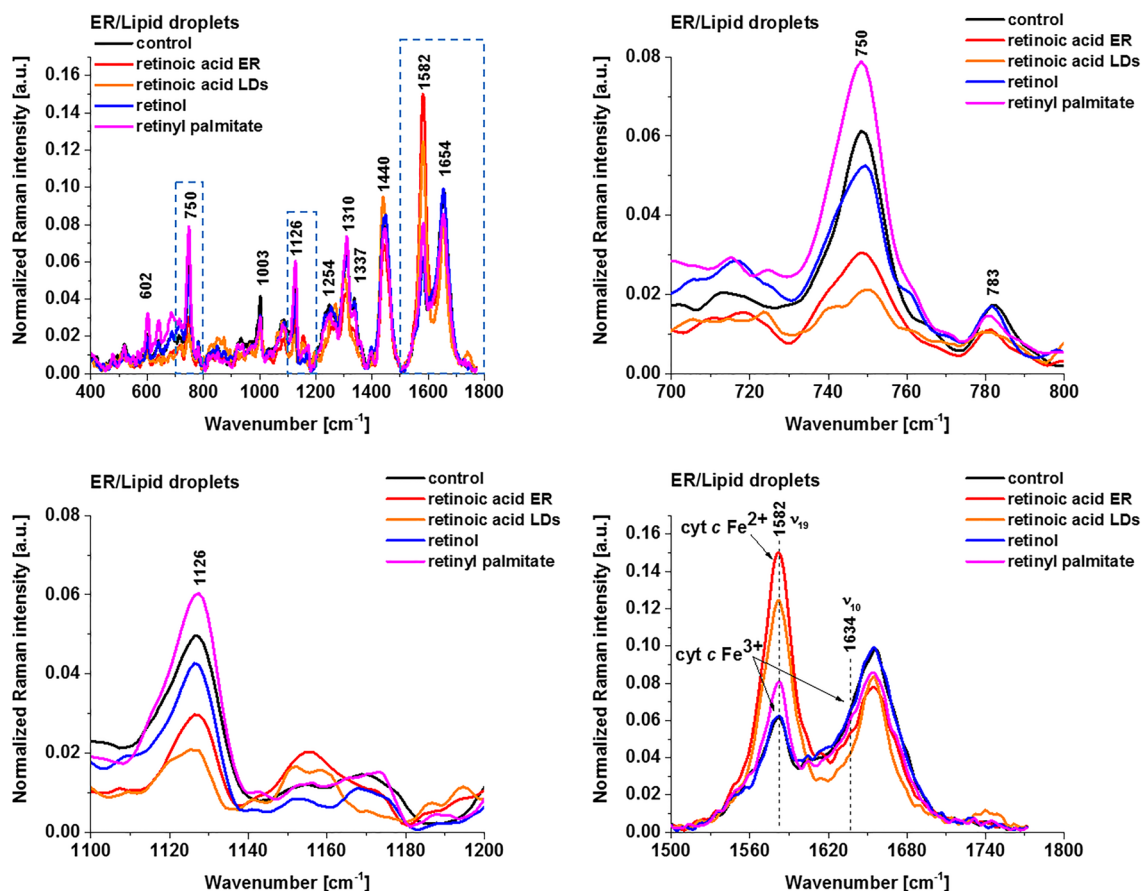 ER/Lipid droplets
control
retinoic acid ER
retinoic acid LDs
retinol
retinyl palmitate
Normalized Raman intensity [a.u.]
0.16
0.14
0.12
0.10
0.08
0.06
0.04
0.02
0.00
602
750
1003
1126
1254
1310
1337
1440
1582
1654
400 600 800 1000 1200 1400 1600 1800
Wavenumber [cm⁻¹]
ER/Lipid droplets
control
retinoic acid ER
retinoic acid LDs
retinol
retinyl palmitate
Normalized Raman intensity [a.u.]
0.08
0.06
0.04
0.02
0.00
750
783
700 720 740 760 780 800
Wavenumber [cm⁻¹]
ER/Lipid droplets
control
retinoic acid ER
retinoic acid LDs
retinol
retinyl palmitate
Normalized Raman intensity [a.u.]
0.08
0.06
0.04
0.02
0.00
1126
1100 1120 1140 1160 1180 1200
Wavenumber [cm⁻¹]
ER/Lipid droplets
control
retinoic acid ER
retinoic acid LDs
retinol
retinyl palmitate
Normalized Raman intensity [a.u.]
0.16
0.14
0.12
0.10
0.08
0.06
0.04
0.02
0.00
cyt c Fe²⁺
1582 ν₁₉
cyt c Fe³⁺
1634 ν₁₀
1500 1560 1620 1680 1740 1800
Wavenumber [cm⁻¹]